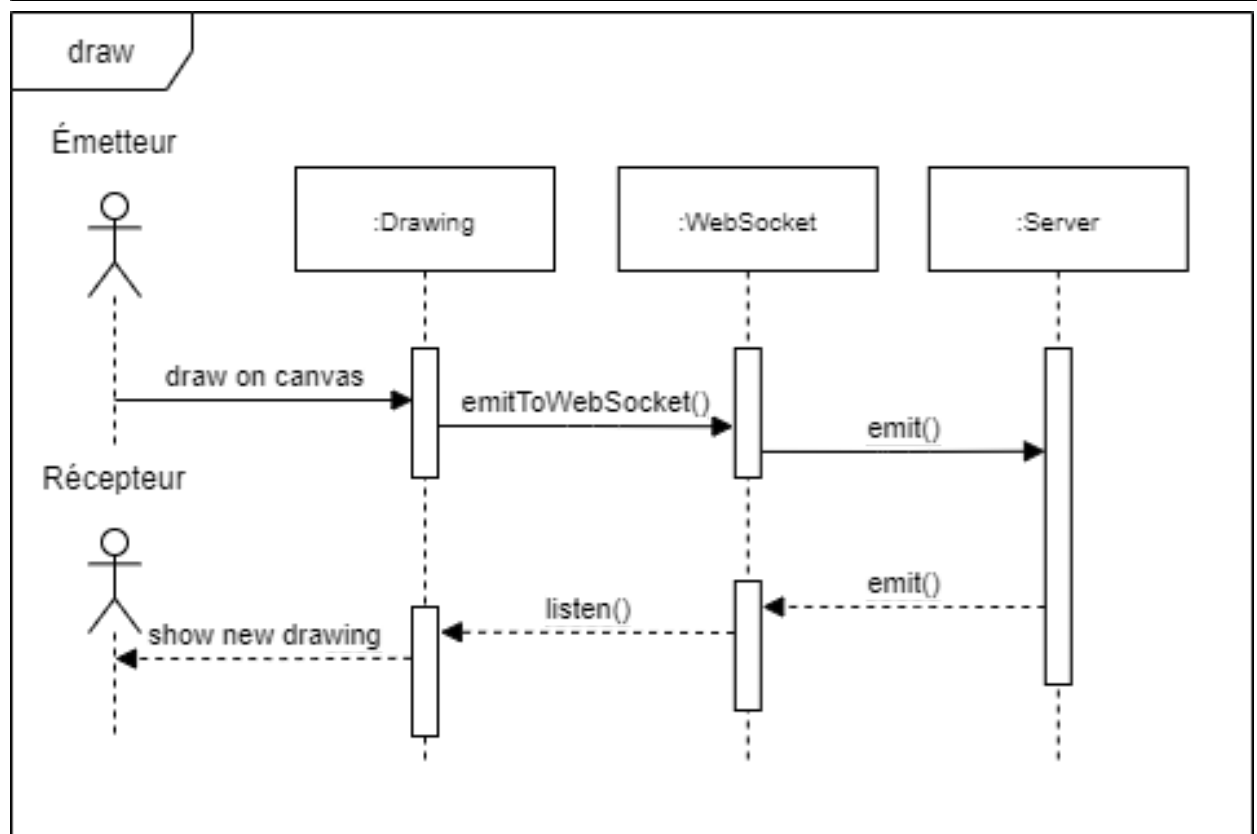 draw
Émetteur
:Drawing
:WebSocket
:Server
draw on canvas
emitToWebSocket()
emit()
Récepteur
emit()
listen()
show new drawing